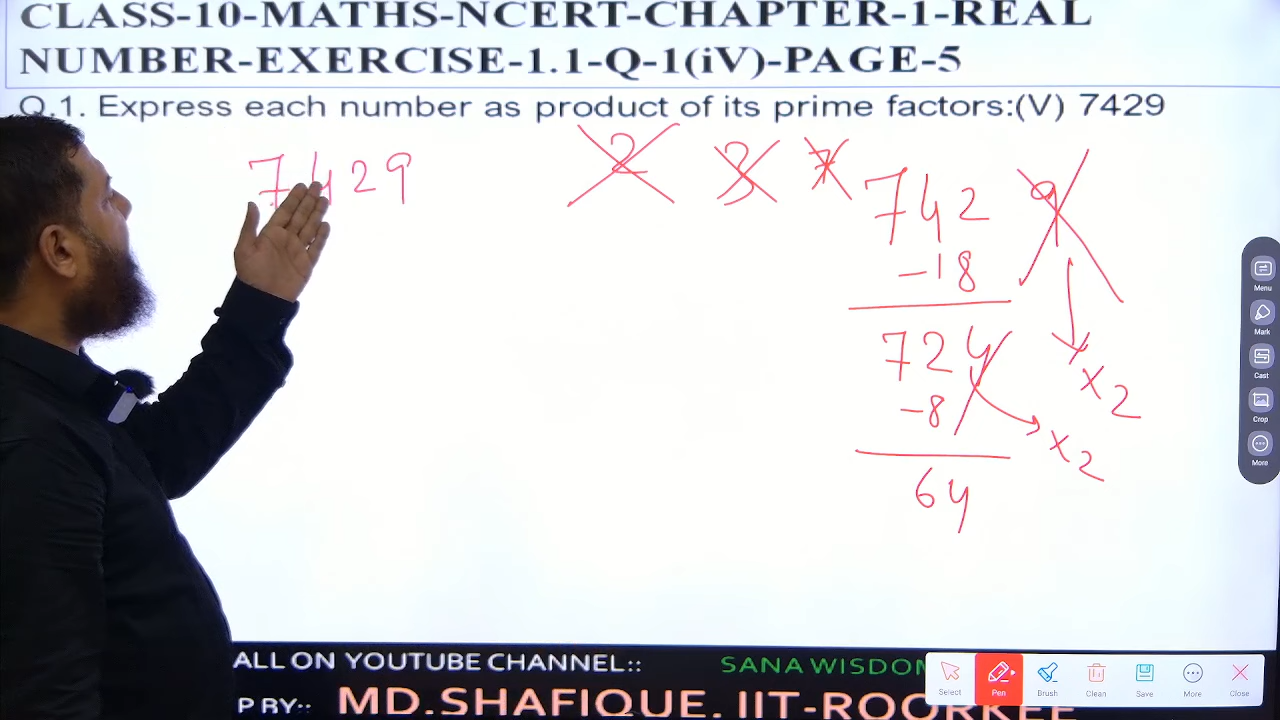 CLASS-10-MATHS-NCERT-CHAPTER-1-REAL
NUMBER-EXERCISE-1.1-Q-1(iV)-PAGE-5
Q.1. Express each number as product of its prime factors:(V) 7429
7429
2 3 7
742 9
-18
724
x2
-8
x2
64
Menu
Mark
Cast
Crop
More
ALL ON YOUTUBE CHANNEL:: SANA WISDOM
P RY:: MD.SHAFIQUE. IIT-ROORKEE
Select Pen Brush Clean Save More Close